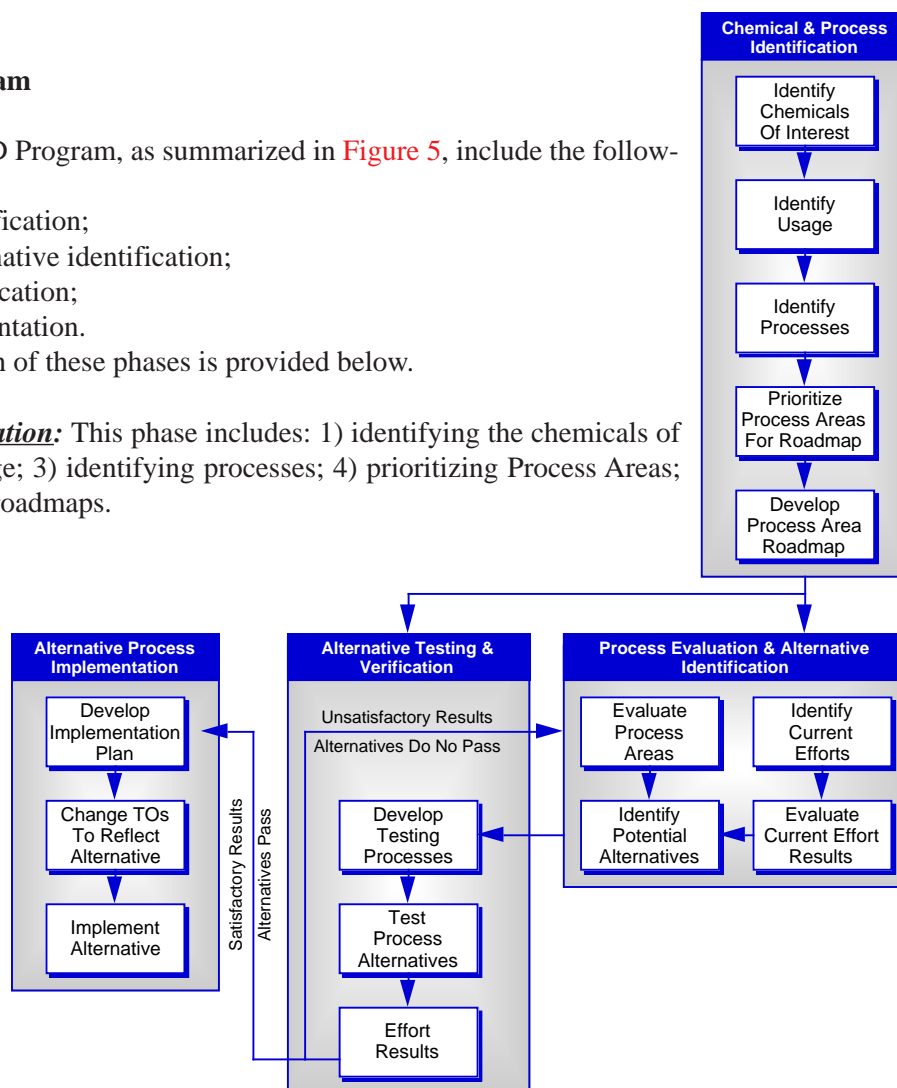 am
D Program, as summarized in Figure 5, include the follow-
fication;
native identification;
cation;
ntation.
n of these phases is provided below.
ation: This phase includes: 1) identifying the chemicals of
ge; 3) identifying processes; 4) prioritizing Process Areas;
roadmaps.
Chemical & Process
Identification
Identify
Chemicals
Of Interest
Identify
Usage
Identify
Processes
Prioritize
Process Areas
For Roadmap
Develop
Process Area
Roadmap
Alternative Process
Implementation
Develop
Implementation
Plan
Change TOs
To Reflect
Alternative
Implement
Alternative
Satisfactory Results
Alternatives Pass
Alternative Testing &
Verification
Unsatisfactory Results
Alternatives Do No Pass
Develop
Testing
Processes
Test
Process
Alternatives
Effort
Results
Process Evaluation & Alternative
Identification
Evaluate
Process
Areas
Identify
Current
Efforts
Identify
Potential
Alternatives
Evaluate
Current Effort
Results